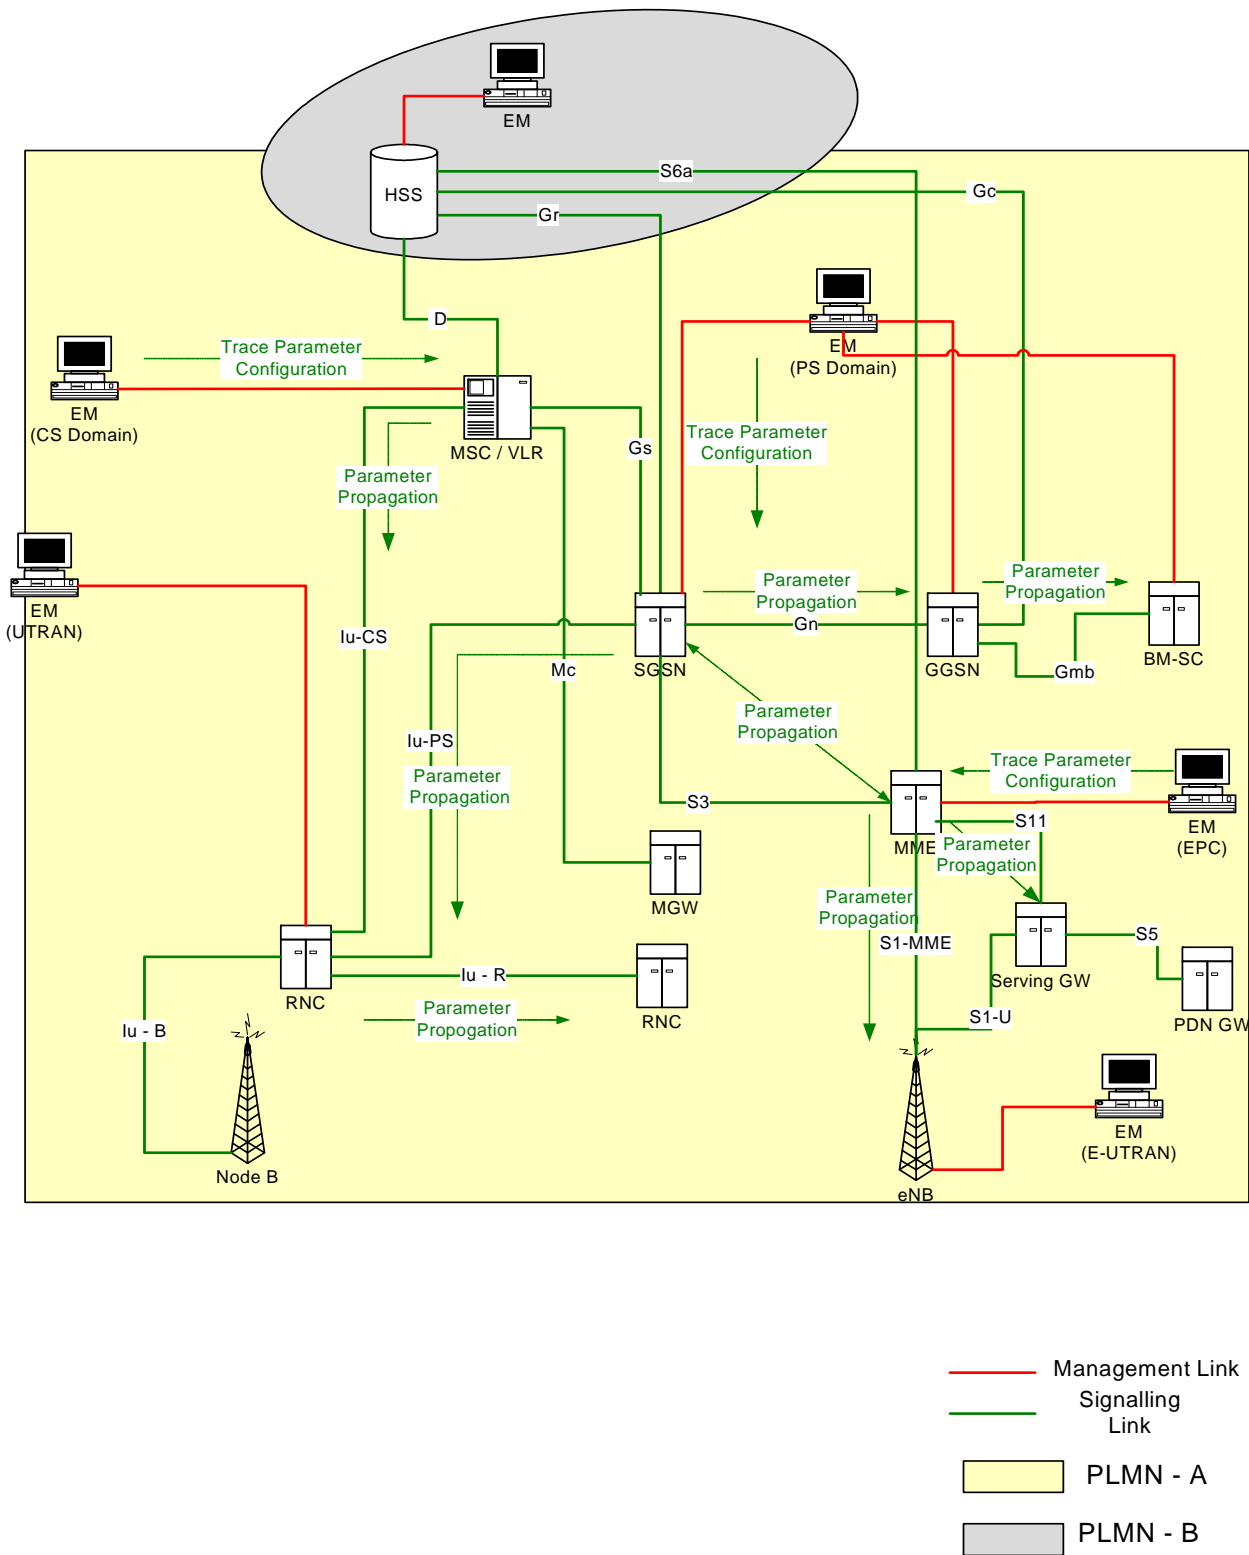 EM
HSS
S6a
Gc
Gr
D
Trace Parameter
Configuration
EM
(CS Domain)
MSC / VLR
EM
(PS Domain)
Trace Parameter
Configuration
Gs
Parameter
Propagation
EM
(UTRAN)
Iu-CS
Mc
Parameter
Propagation
Gn
Parameter
Propagation
SGSN
GGSN
Gmb
BM-SC
Iu-PS
Parameter
Propagation
Parameter
Propagation
Trace Parameter
Configuration
S3
MME
S11
EM
(EPC)
Parameter
Propagation
MGW
Parameter
Propagation
S1-MME
S5
Serving GW
PDN GW
S1-U
RNC
Iu - R
RNC
Parameter
Propogation
Iu - B
Node B
eNB
EM
(E-UTRAN)
Management Link
Signalling
Link
PLMN - A
PLMN - B